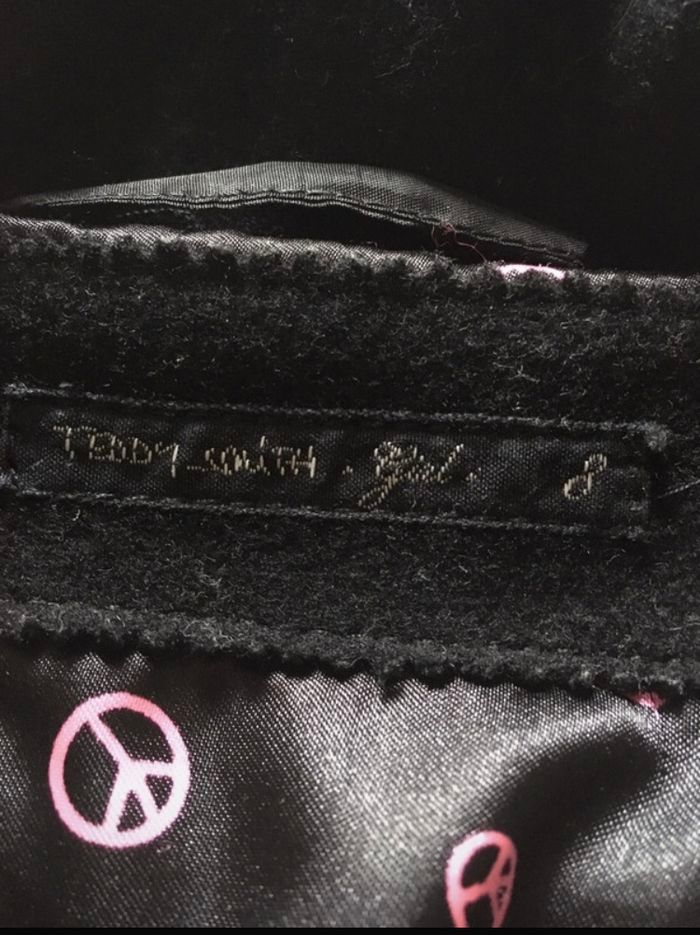 TEDDY SMITH . Girl . 8